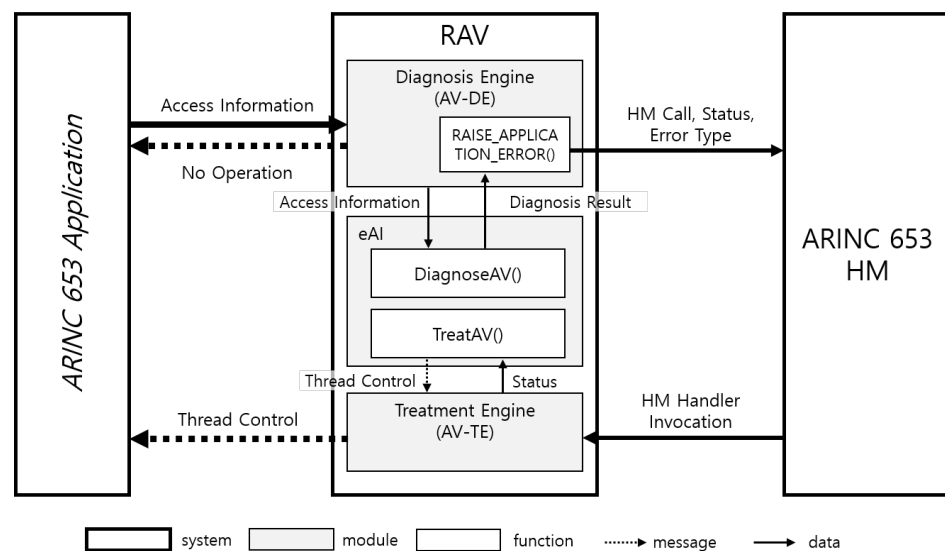 RAV
Diagnosis Engine
(AV-DE)
Access Information
RAISE_APPLICA
TION_ERROR()
HM Call, Status,
Error Type
No Operation
Access Information
Diagnosis Result
eAI
DiagnoseAV()
ARINC 653 Application
ARINC 653
HM
TreatAV()
Thread Control
Status
Thread Control
Treatment Engine
(AV-TE)
HM Handler
Invocation
system
module
function
message
data